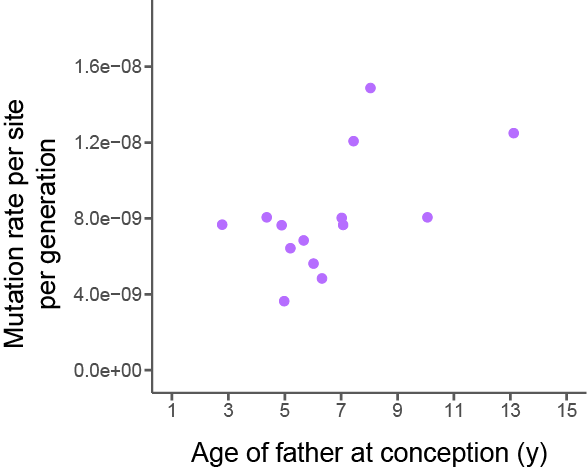 Mutation rate per site
per generation
1.6e−08
1.2e−08
8.0e−09
4.0e−09
0.0e+00
1 3 5 7 9 11 13 15
Age of father at conception (y)